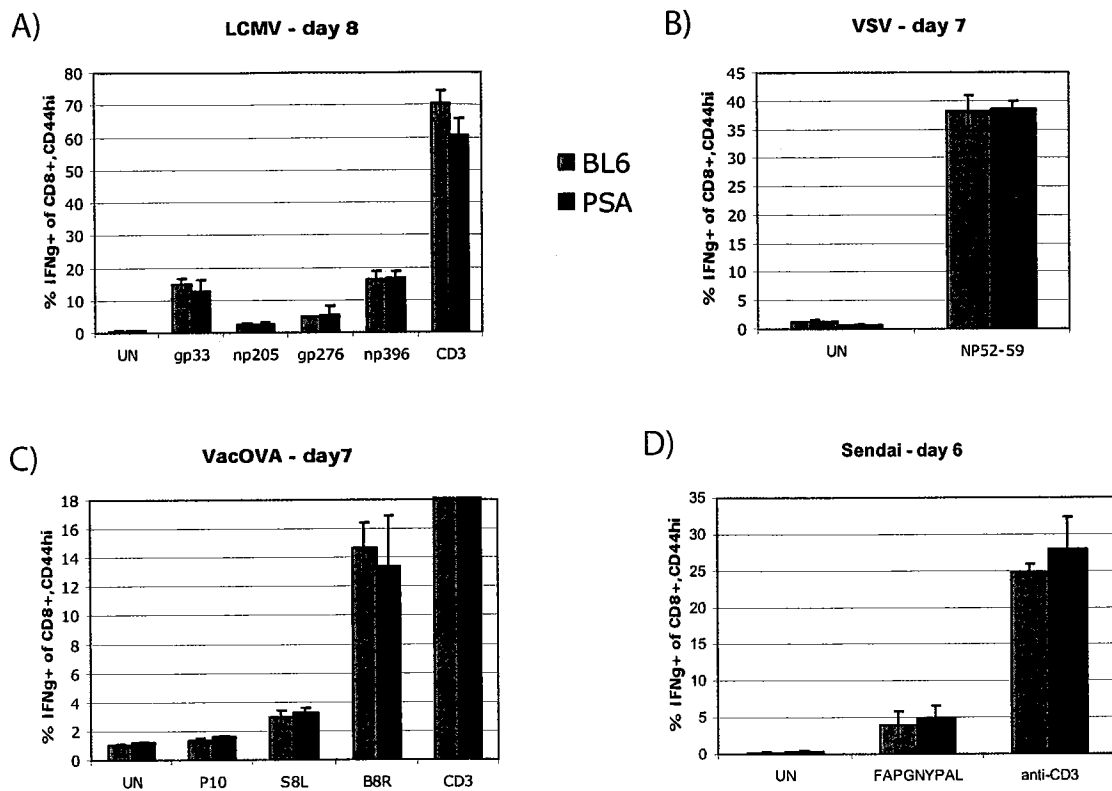 A)
LCMV - day 8
% IFNg+ of CD8+,CD44hi
80
70
60
50
40
30
20
10
0
UN gp33 np205 gp276 np396 CD3
BL6
PSA
B)
VSV - day 7
% IFNg+ of CD8+,CD44hi
45
40
35
30
25
20
15
10
5
0
UN NP52-59
C)
VacOVA - day7
% IFNg+ of CD8+,CD44hi
18
16
14
12
10
8
6
4
2
0
UN P10 S8L B8R CD3
D)
Sendai - day 6
% IFNg+ of CD8+,CD44hi
35
30
25
20
15
10
5
0
UN FAPGNYPAL anti-CD3